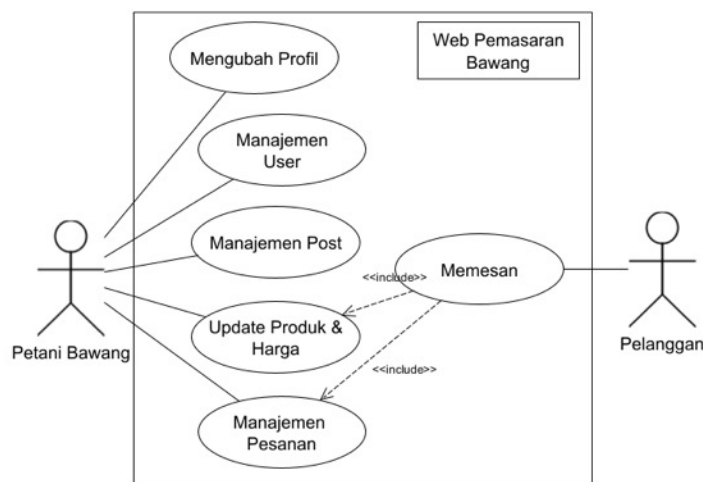 Mengubah Profil
Web Pemasaran
Bawang
Manajemen
User
Manajemen Post
<<include>>
Memesan
Update Produk &
Harga
Petani Bawang
Pelanggan
<<include>>
Manajemen
Pesanan